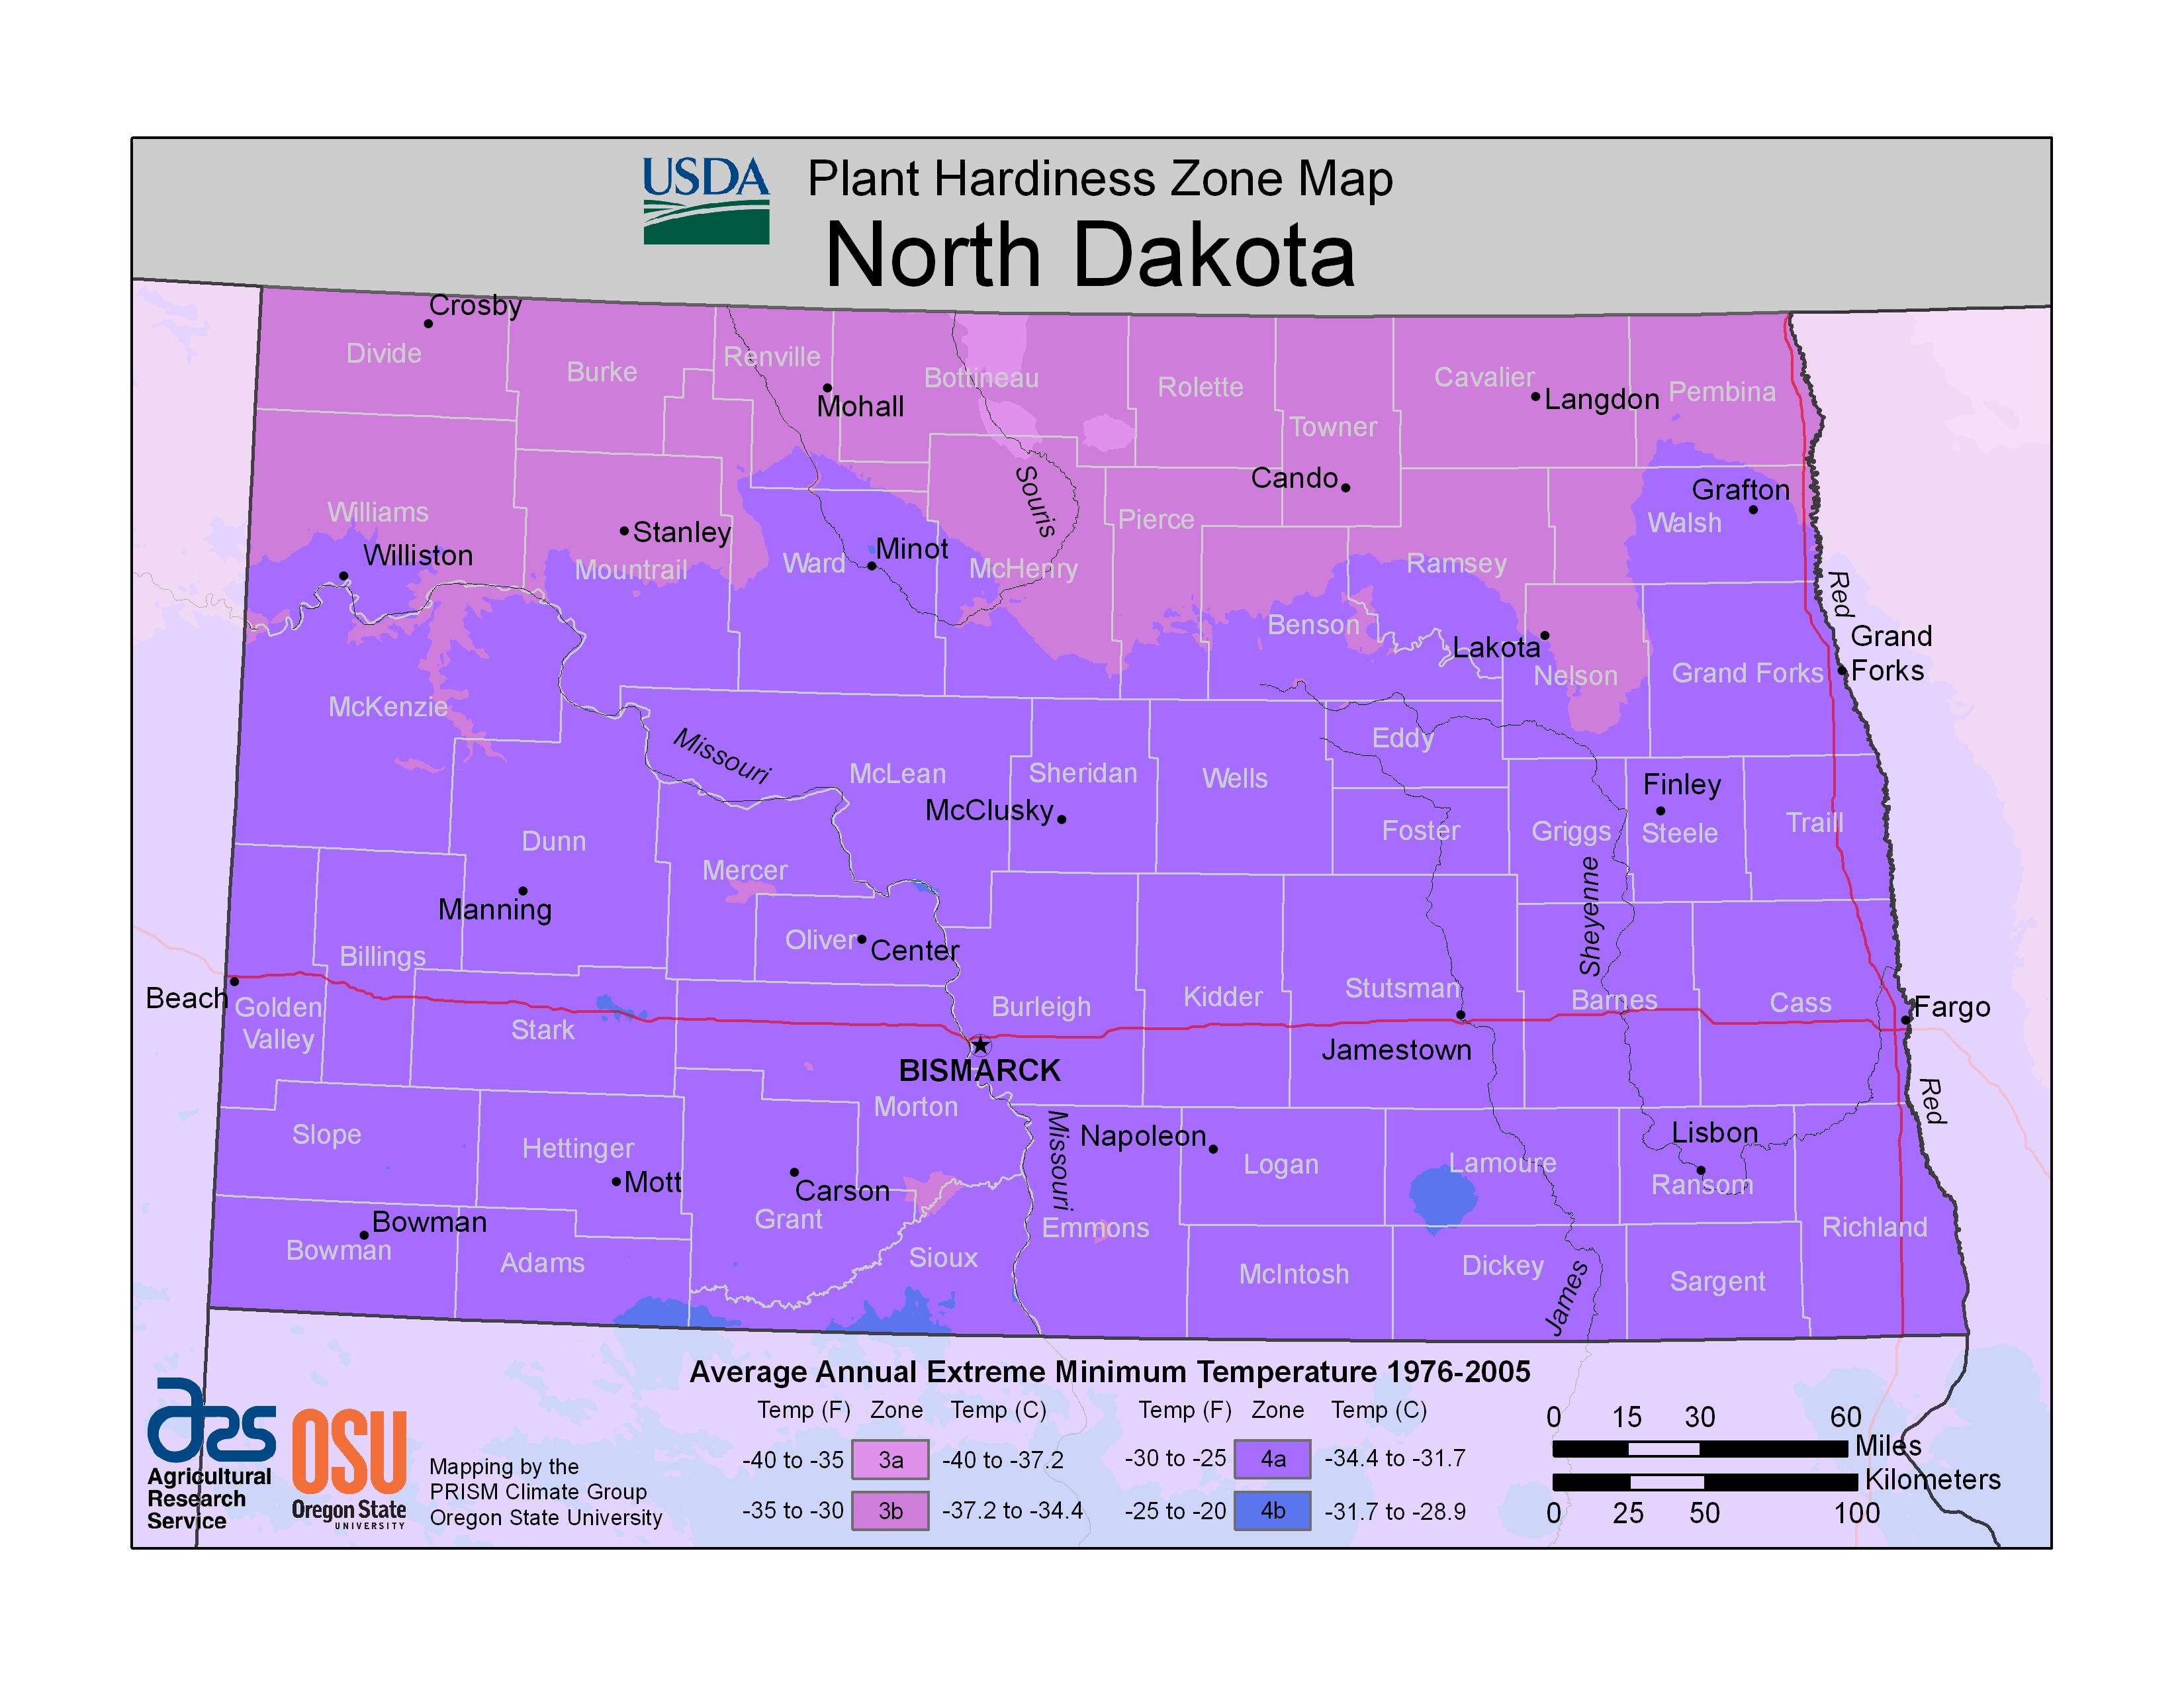 USDA
Plant Hardiness Zone Map
North Dakota
Crosby
Divide
Burke
Renville
Mohall
Bottineau
Rolette
Towner
Cavalier
Langdon
Pembina
Williams
Williston
Stanley
Mountrail
Ward
Minot
McHenry
Souris
Pierce
Cando
Benson
Ramsey
Lakota
Nelson
Grafton
Walsh
Red
Grand
Forks
Grand Forks
McKenzie
Missouri
McLean
Sheridan
McClusky
Wells
Eddy
Foster
Griggs
Finley
Steele
Traill
Dunn
Manning
Mercer
Oliver
Center
Sheyenne
Billings
Beach
Golden
Valley
Stark
Burleigh
Kidder
Stutsman
Barnes
Cass
Fargo
BISMARCK
Jamestown
Morton
Red
Slope
Hettinger
Mott
Carson
Grant
Missouri
Napoleon
Logan
Lamoure
Lisbon
Ransom
Richland
Bowman
Bowman
Adams
Sioux
Emmons
McIntosh
Dickey
James
Sargent
Average Annual Extreme Minimum Temperature 1976-2005
Temp (F) Zone Temp (C) Temp (F) Zone Temp (C)
-40 to -35 3a -40 to -37.2 -30 to -25 4a -34.4 to -31.7
-35 to -30 3b -37.2 to -34.4 -25 to -20 4b -31.7 to -28.9
0 15 30 60
Miles
Kilometers
0 25 50 100
ars
Agricultural
Research
Service
OSU
Oregon State
UNIVERSITY
Mapping by the
PRISM Climate Group
Oregon State University